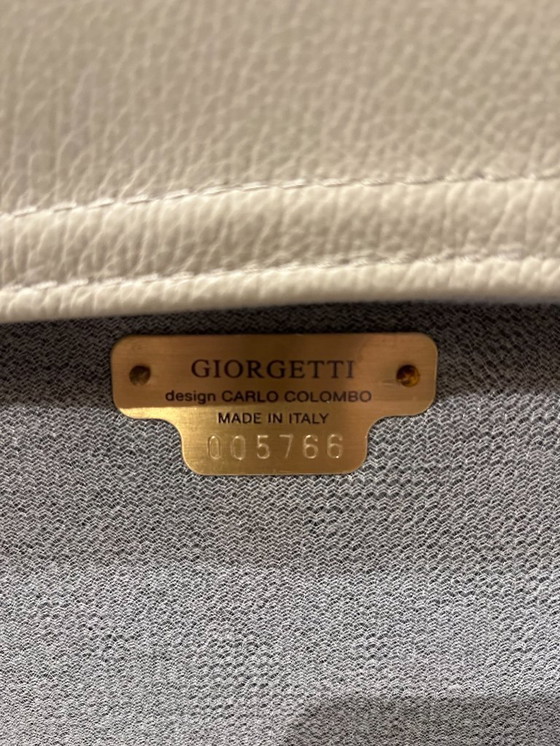 GIORGETTI
design CARLO COLOMBO
MADE IN ITALY
005766